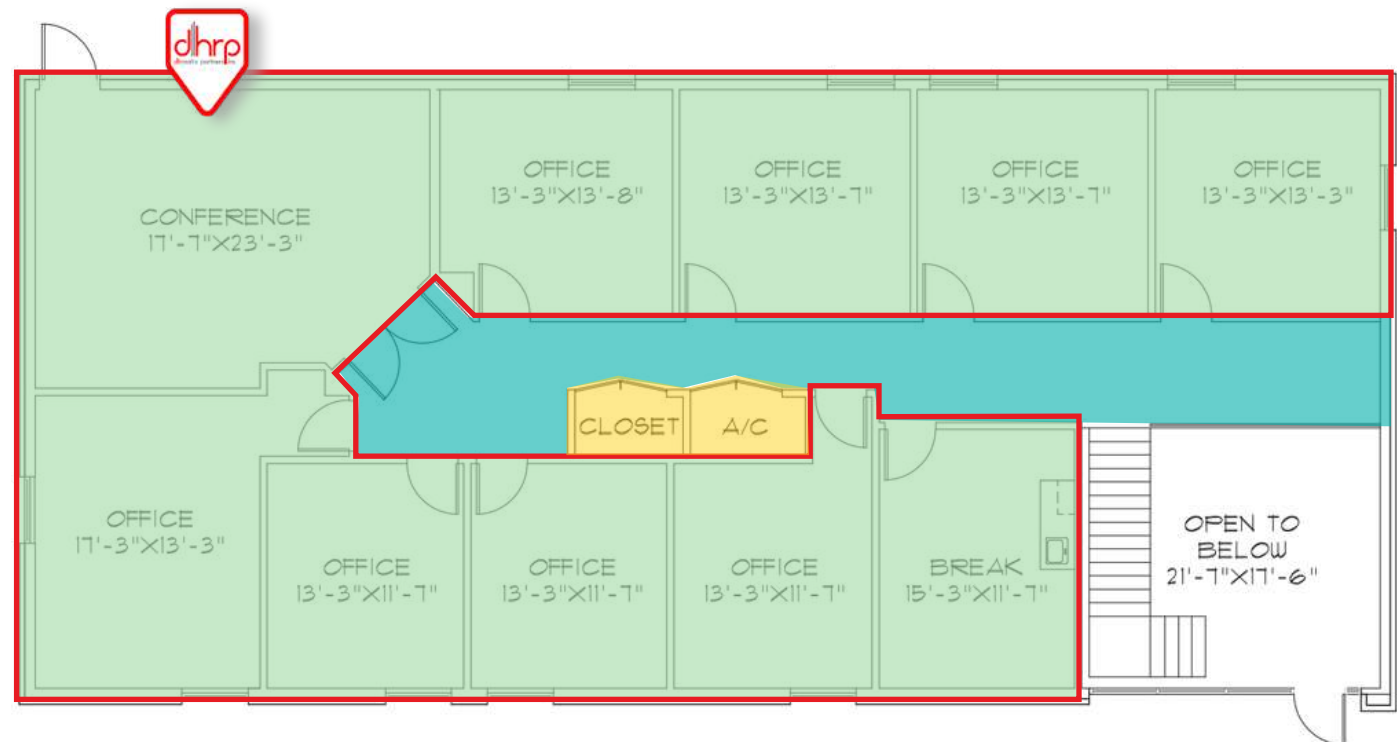 dhrp
OFFICE
13'-3"X13'-8"
OFFICE
13'-3"X13'-7"
OFFICE
13'-3"X13'-7"
OFFICE
13'-3"X13'-3"
CONFERENCE
17'-7"X23'-3"
CLOSET
A/C
OFFICE
17'-3"X13'-3"
OFFICE
13'-3"X11'-7"
OFFICE
13'-3"X11'-7"
OFFICE
13'-3"X11'-7"
BREAK
15'-3"X11'-7"
OPEN TO
BELOW
21'-7"X17'-6"